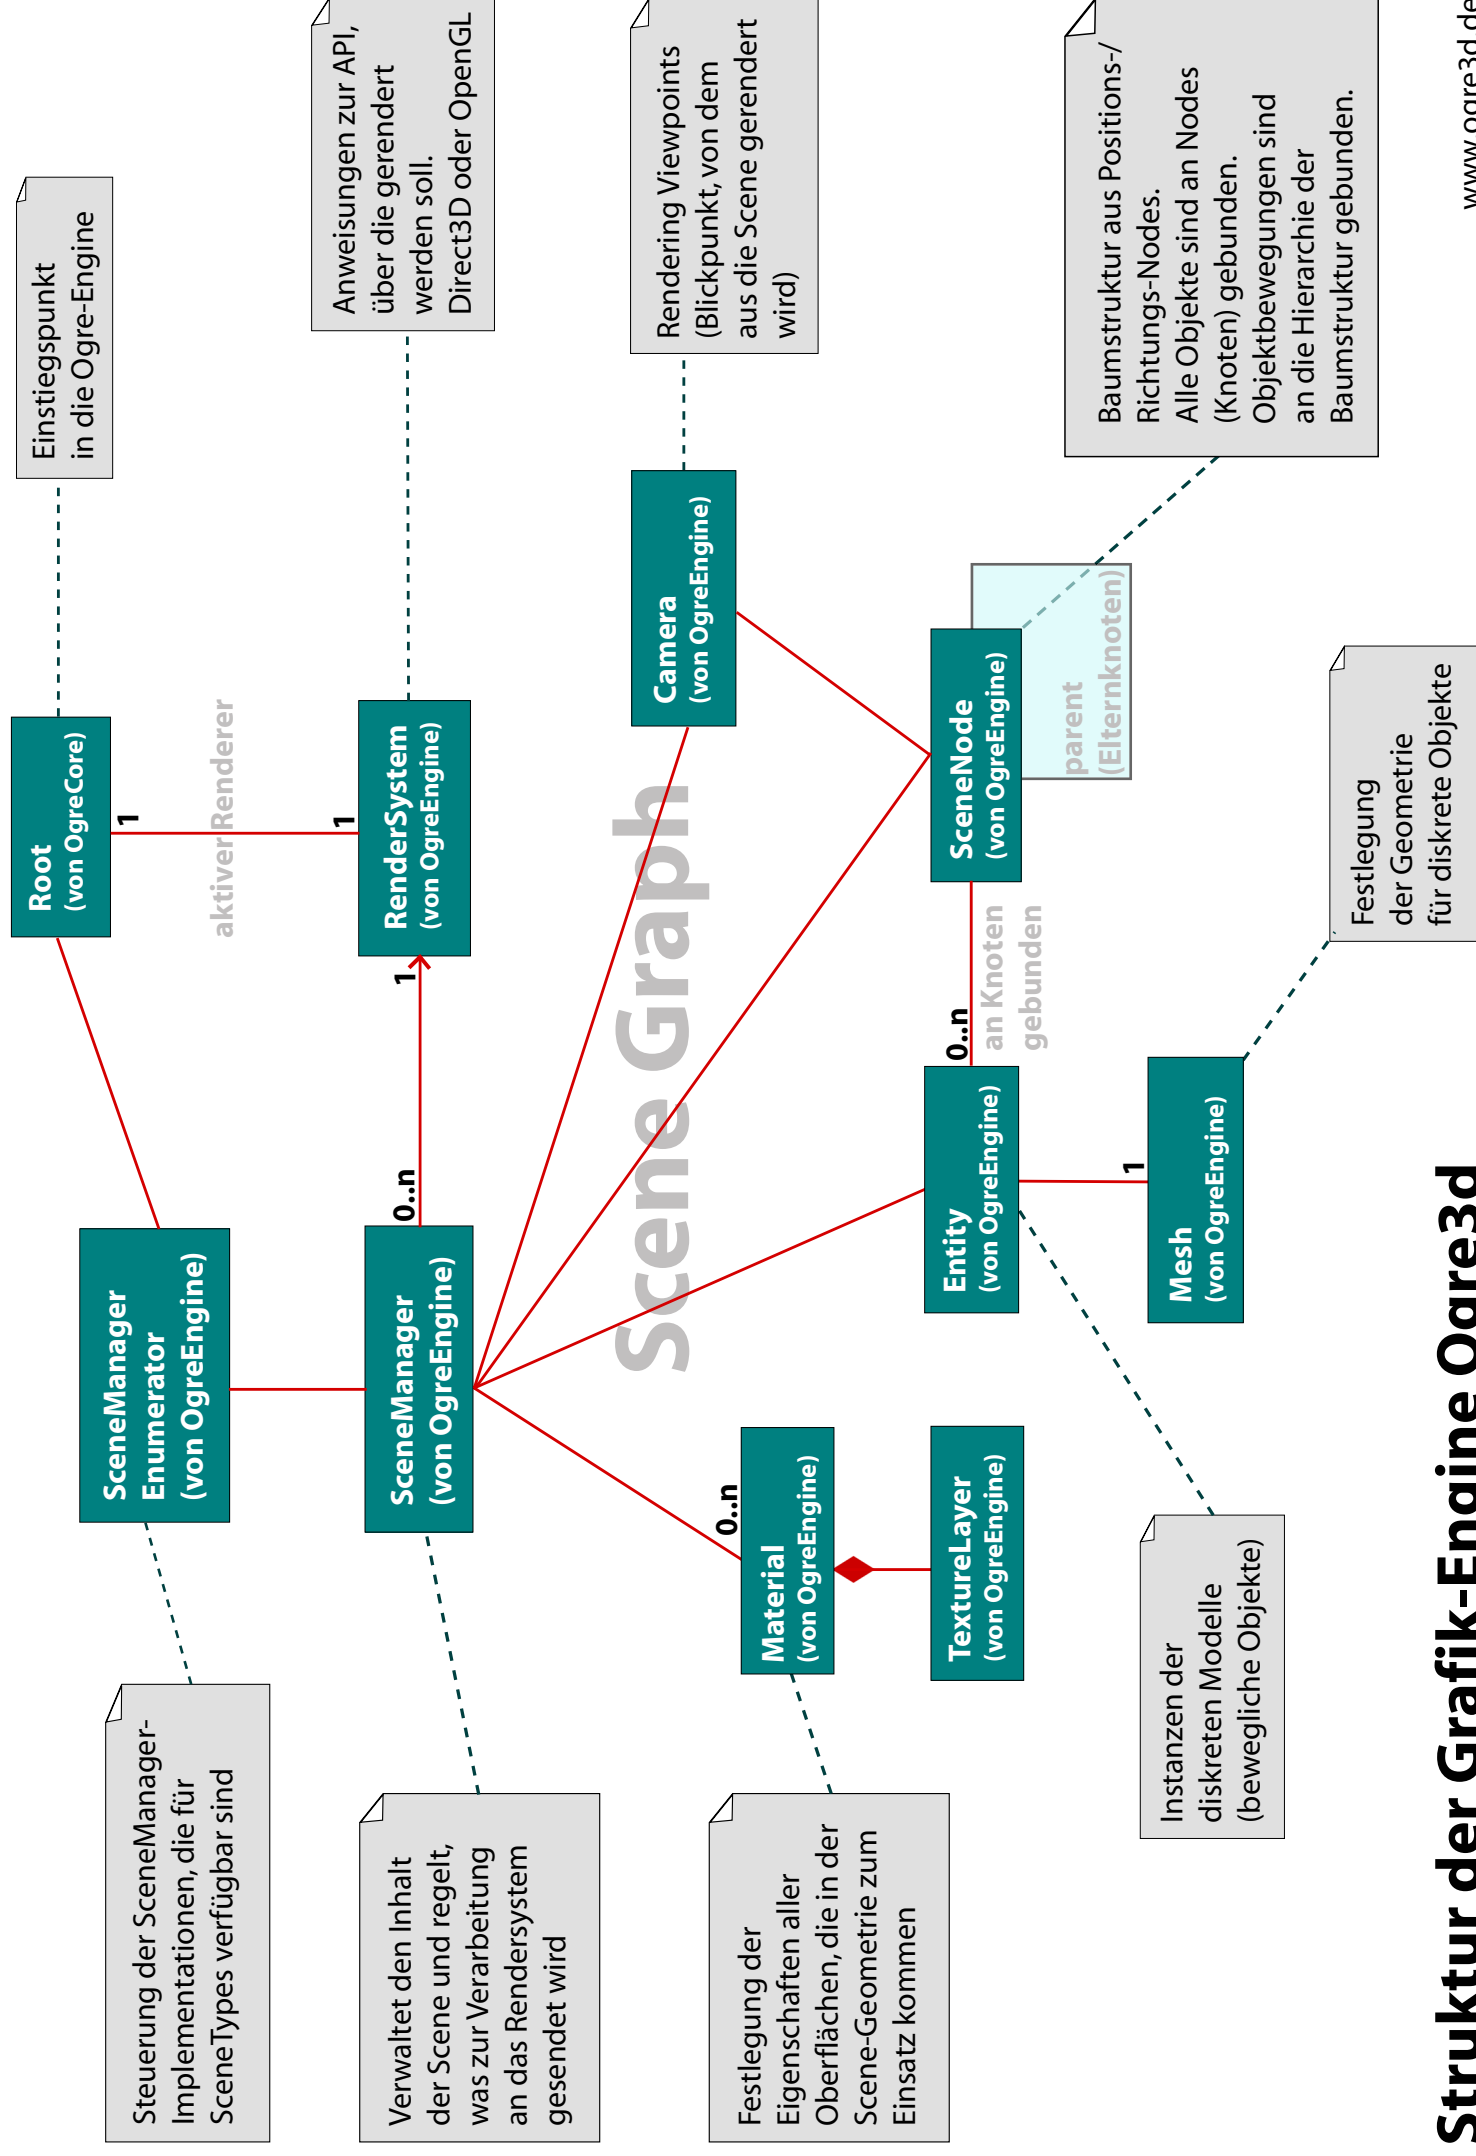 Einstiegspunkt
in die Ogre-Engine
Root
(von OgreCore)
SceneManager
Enumerator
(von OgreEngine)
Steuerung der SceneManager-
Implementationen, die für
SceneTypes verfügbar sind
1
aktiver Renderer
1
Anweisungen zur API,
über die gerendert
werden soll.
Direct3D oder OpenGL
RenderSystem
(von OgreEngine)
1
0..n
SceneManager
(von OgreEngine)
Verwaltet den Inhalt
der Scene und regelt,
was zur Verarbeitung
an das Rendersystem
gesendet wird
Scene Graph
Rendering Viewpoints
(Blickpunkt, von dem
aus die Scene gerendert
wird)
Camera
(von OgreEngine)
0..n
Material
(von OgreEngine)
Festlegung der
Eigenschaften aller
Oberflächen, die in der
Scene-Geometrie zum
Einsatz kommen
TextureLayer
(von OgreEngine)
Entity
(von OgreEngine)
0..n
an Knoten
gebunden
SceneNode
(von OgreEngine)
parent
(Elternknoten)
Baumstruktur aus Positions-/
Richtungs-Nodes.
Alle Objekte sind an Nodes
(Knoten) gebunden.
Objektbewegungen sind
an die Hierarchie der
Baumstruktur gebunden.
1
Mesh
(von OgreEngine)
Instanzen der
diskreten Modelle
(bewegliche Objekte)
Festlegung
der Geometrie
für diskrete Objekte
Struktur der Grafik-Engine Ogre3d
www.ogre3d.de